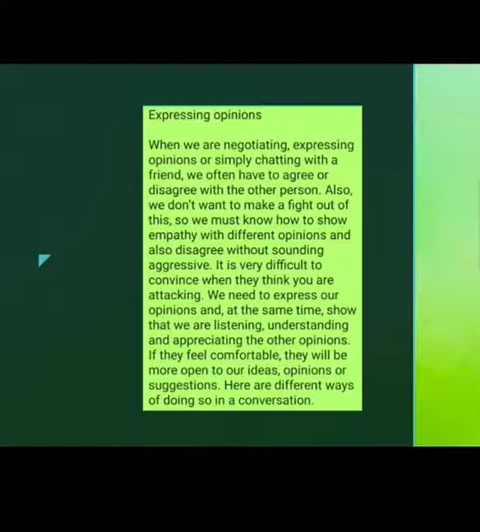 Expressing opinions
When we are negotiating, expressing
opinions or simply chatting with a
friend, we often have to agree or
disagree with the other person. Also,
we don't want to make a fight out of
this, so we must know how to show
empathy with different opinions and
also disagree without sounding
aggressive. It is very difficult to
convince when they think you are
attacking. We need to express our
opinions and, at the same time, show
that we are listening, understanding
and appreciating the other opinions.
If they feel comfortable, they will be
more open to our ideas, opinions or
suggestions. Here are different ways
of doing so in a conversation.